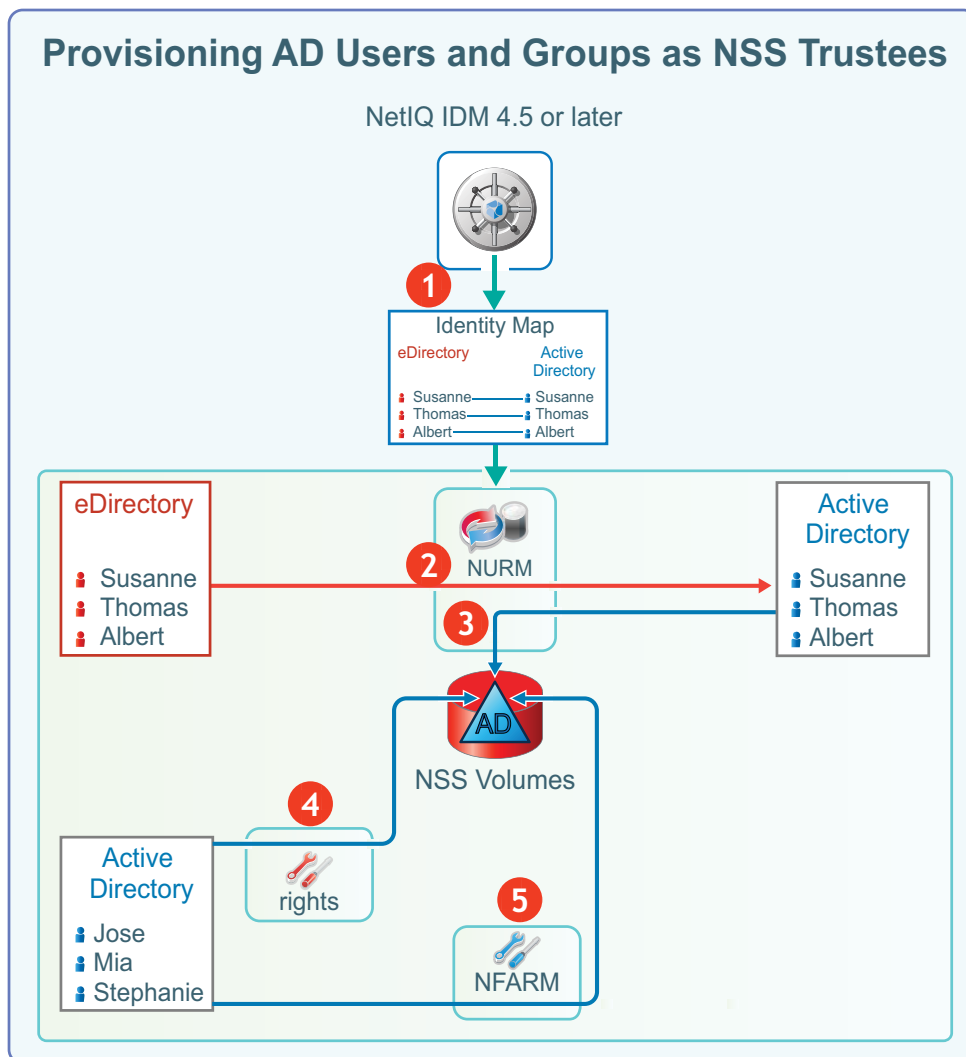 Provisioning AD Users and Groups as NSS Trustees
NetIQ IDM 4.5 or later
1
Identity Map
eDirectory
Active
Directory
Susanne
Susanne
Thomas
Thomas
Albert
Albert
eDirectory
Susanne
Thomas
Albert
NURM
2
3
Active
Directory
Susanne
Thomas
Albert
AD
NSS Volumes
4
rights
Active
Directory
Jose
Mia
Stephanie
5
NFARM